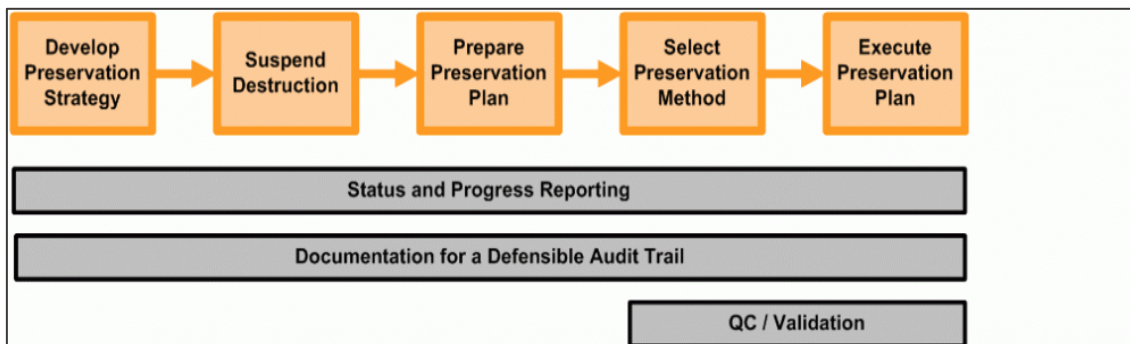 Develop
Preservation
Strategy
Suspend
Destruction
Prepare
Preservation
Plan
Select
Preservation
Method
Execute
Preservation
Plan
Status and Progress Reporting
Documentation for a Defensible Audit Trail
QC / Validation